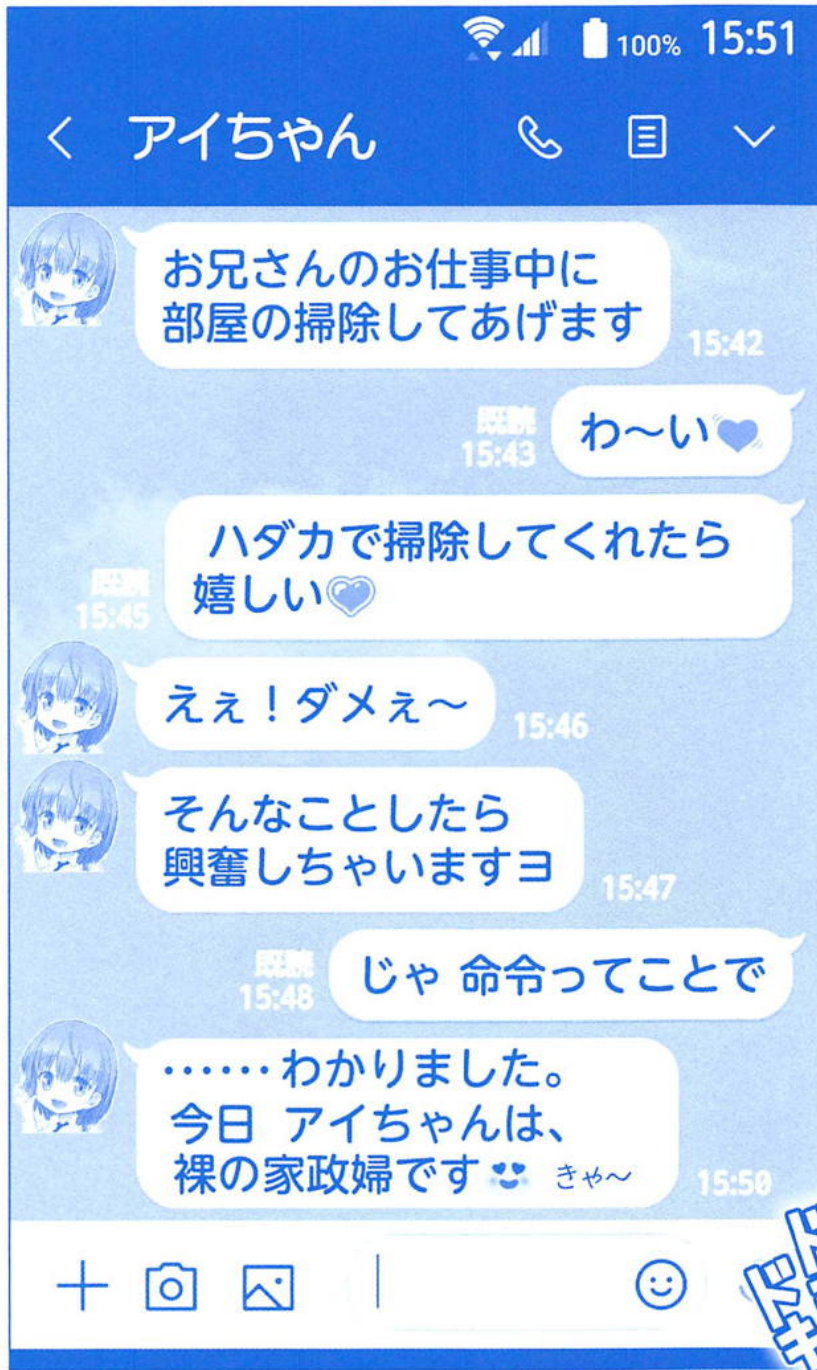 100% 15:51
アイちゃん
お兄さんのお仕事中に
部屋の掃除してあげます
15:42
わ～い
既読
15:43
ハダカで掃除してくれたら
嬉しい
既読
15:45
えぇ！ダメぇ～
15:46
そんなことしたら
興奮しちゃいますヨ
15:47
じゃ 命令ってことで
既読
15:48
……わかりました。
今日 アイちゃんは、
裸の家政婦です きゃ～
15:50